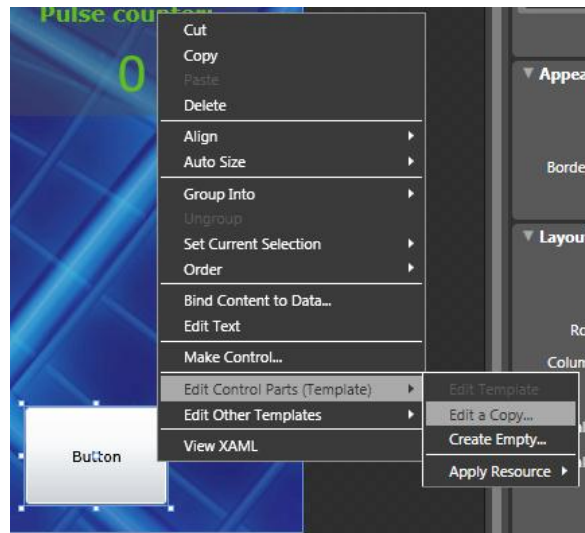 Pulse counter:
0
Cut
Copy
Paste
Delete
Align
Auto Size
Group Into
Ungroup
Set Current Selection
Order
Bind Content to Data...
Edit Text
Make Control...
Edit Control Parts (Template)
Edit Other Templates
View XAML
Edit Template
Edit a Copy...
Create Empty...
Apply Resource
Button
Appea
Borde
Layou
Ro
Colum